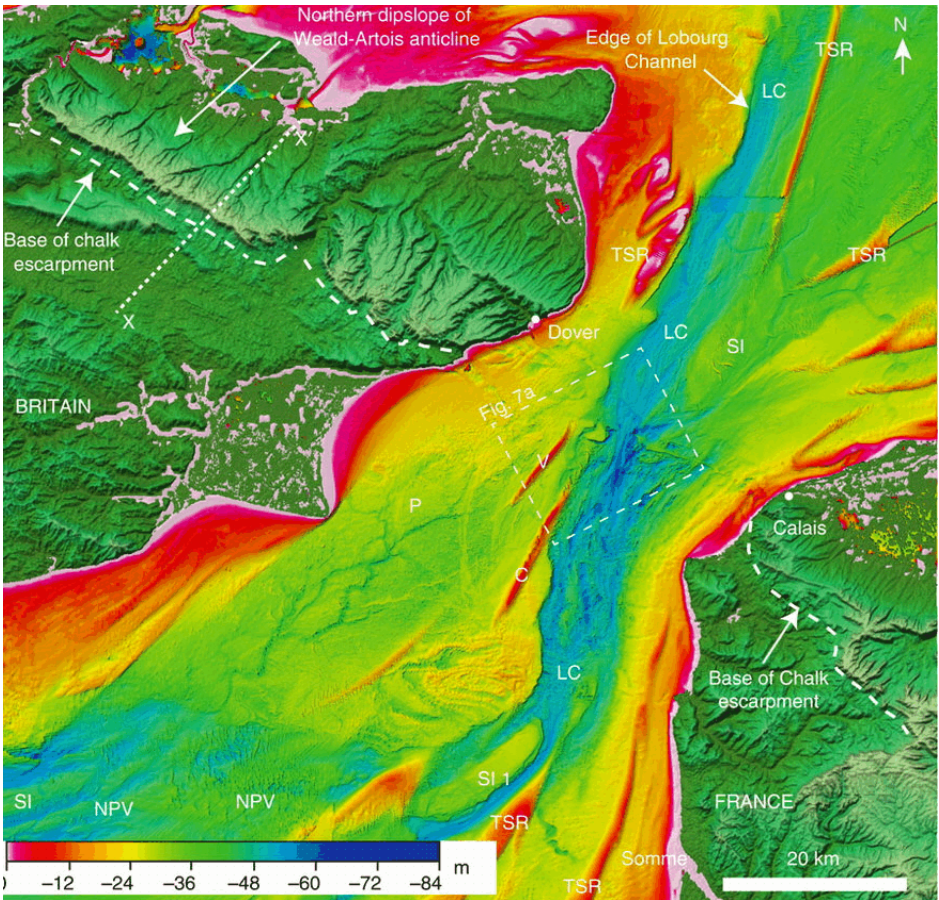 Northern dipslope of
Weald-Artois anticline
Edge of Lobourg
Channel
TSR
N
LC
X
Base of chalk
escarpment
X
TSR
TSR
Dover
LC
SI
BRITAIN
Fig. 7a
V
P
Calais
C
LC
Base of Chalk
escarpment
SI 1
SI
NPV
NPV
TSR
FRANCE
Somme
20 km
TSR
m
0 –12 –24 –36 –48 –60 –72 –84